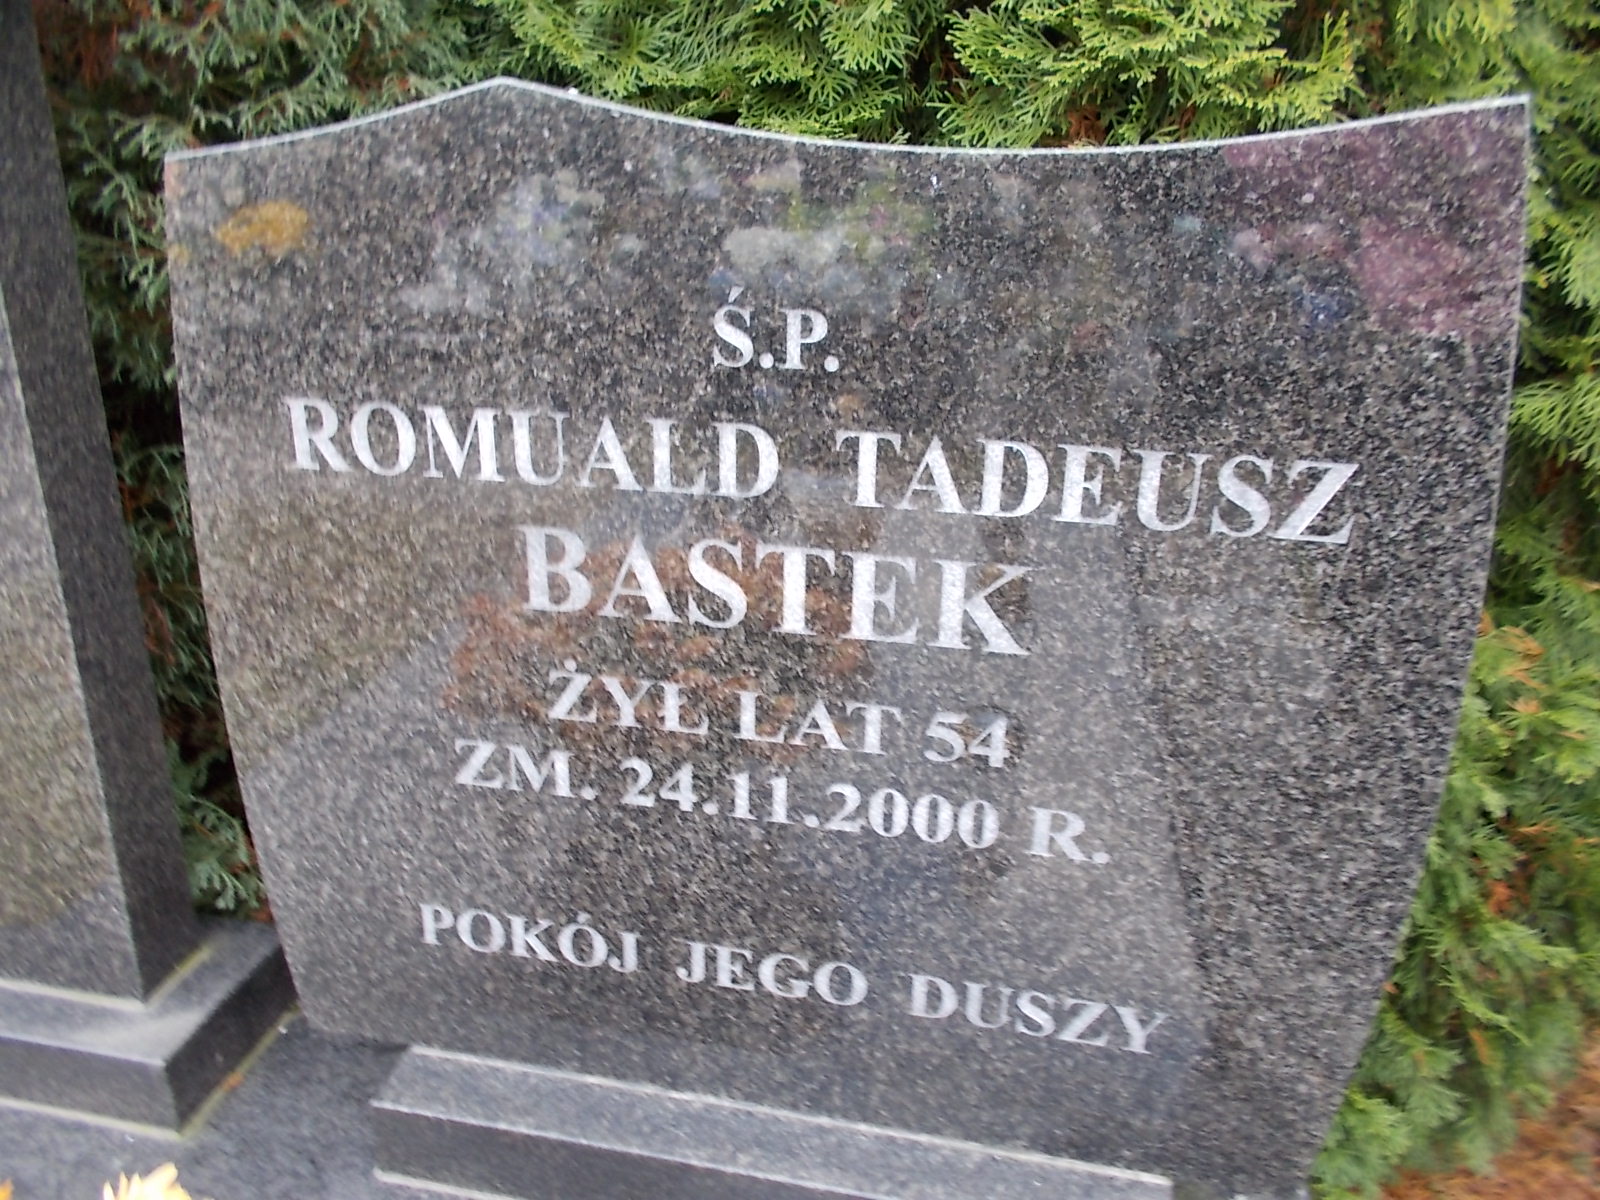 Ś.P.
ROMUALD TADEUSZ
BASTEK
ŻYŁ LAT 54
ZM. 24.11.2000 R.
POKÓJ JEGO DUSZY